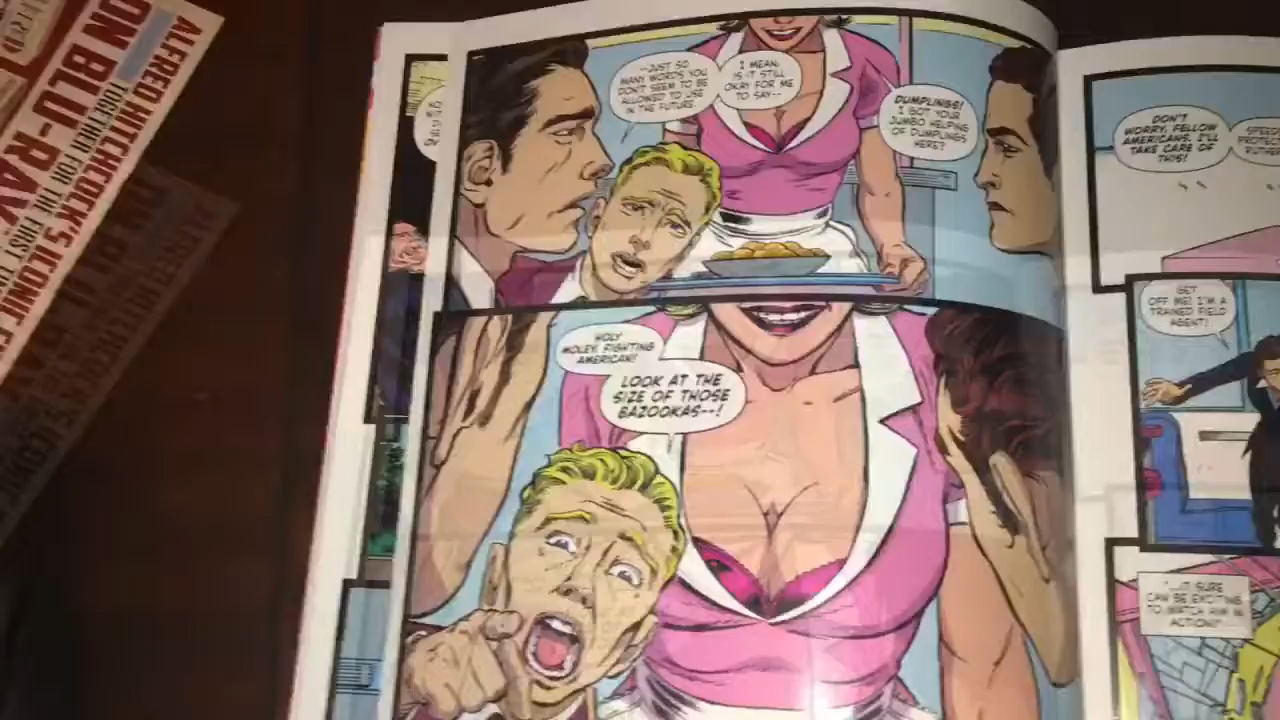 ALFRED HITCHCOCK'S ICONIC
TOGETHER FOR THE FIRST
ON BLU-RAY
--JUST SO
MANY WORDS YOU
DON'T SEEM TO BE
ALLOWED TO USE
IN THE FUTURE.
I MEAN,
IS IT STILL
OKAY FOR ME
TO SAY--
DUMPLINGS!
I GOT YOUR
JUMBO HELPING
OF DUMPLINGS
HERE?
HOLY
MOLEY, FIGHTING
AMERICAN!
LOOK AT THE
SIZE OF THOSE
BAZOOKAS--!
DON'T
WORRY, FELLOW
AMERICANS. I'LL
TAKE CARE OF
THIS!
GET
OFF ME! I'M A
TRAINED FIELD
AGENT!
"...IT SURE
CAN BE EXCITING
TO WATCH HIM IN
ACTION!"